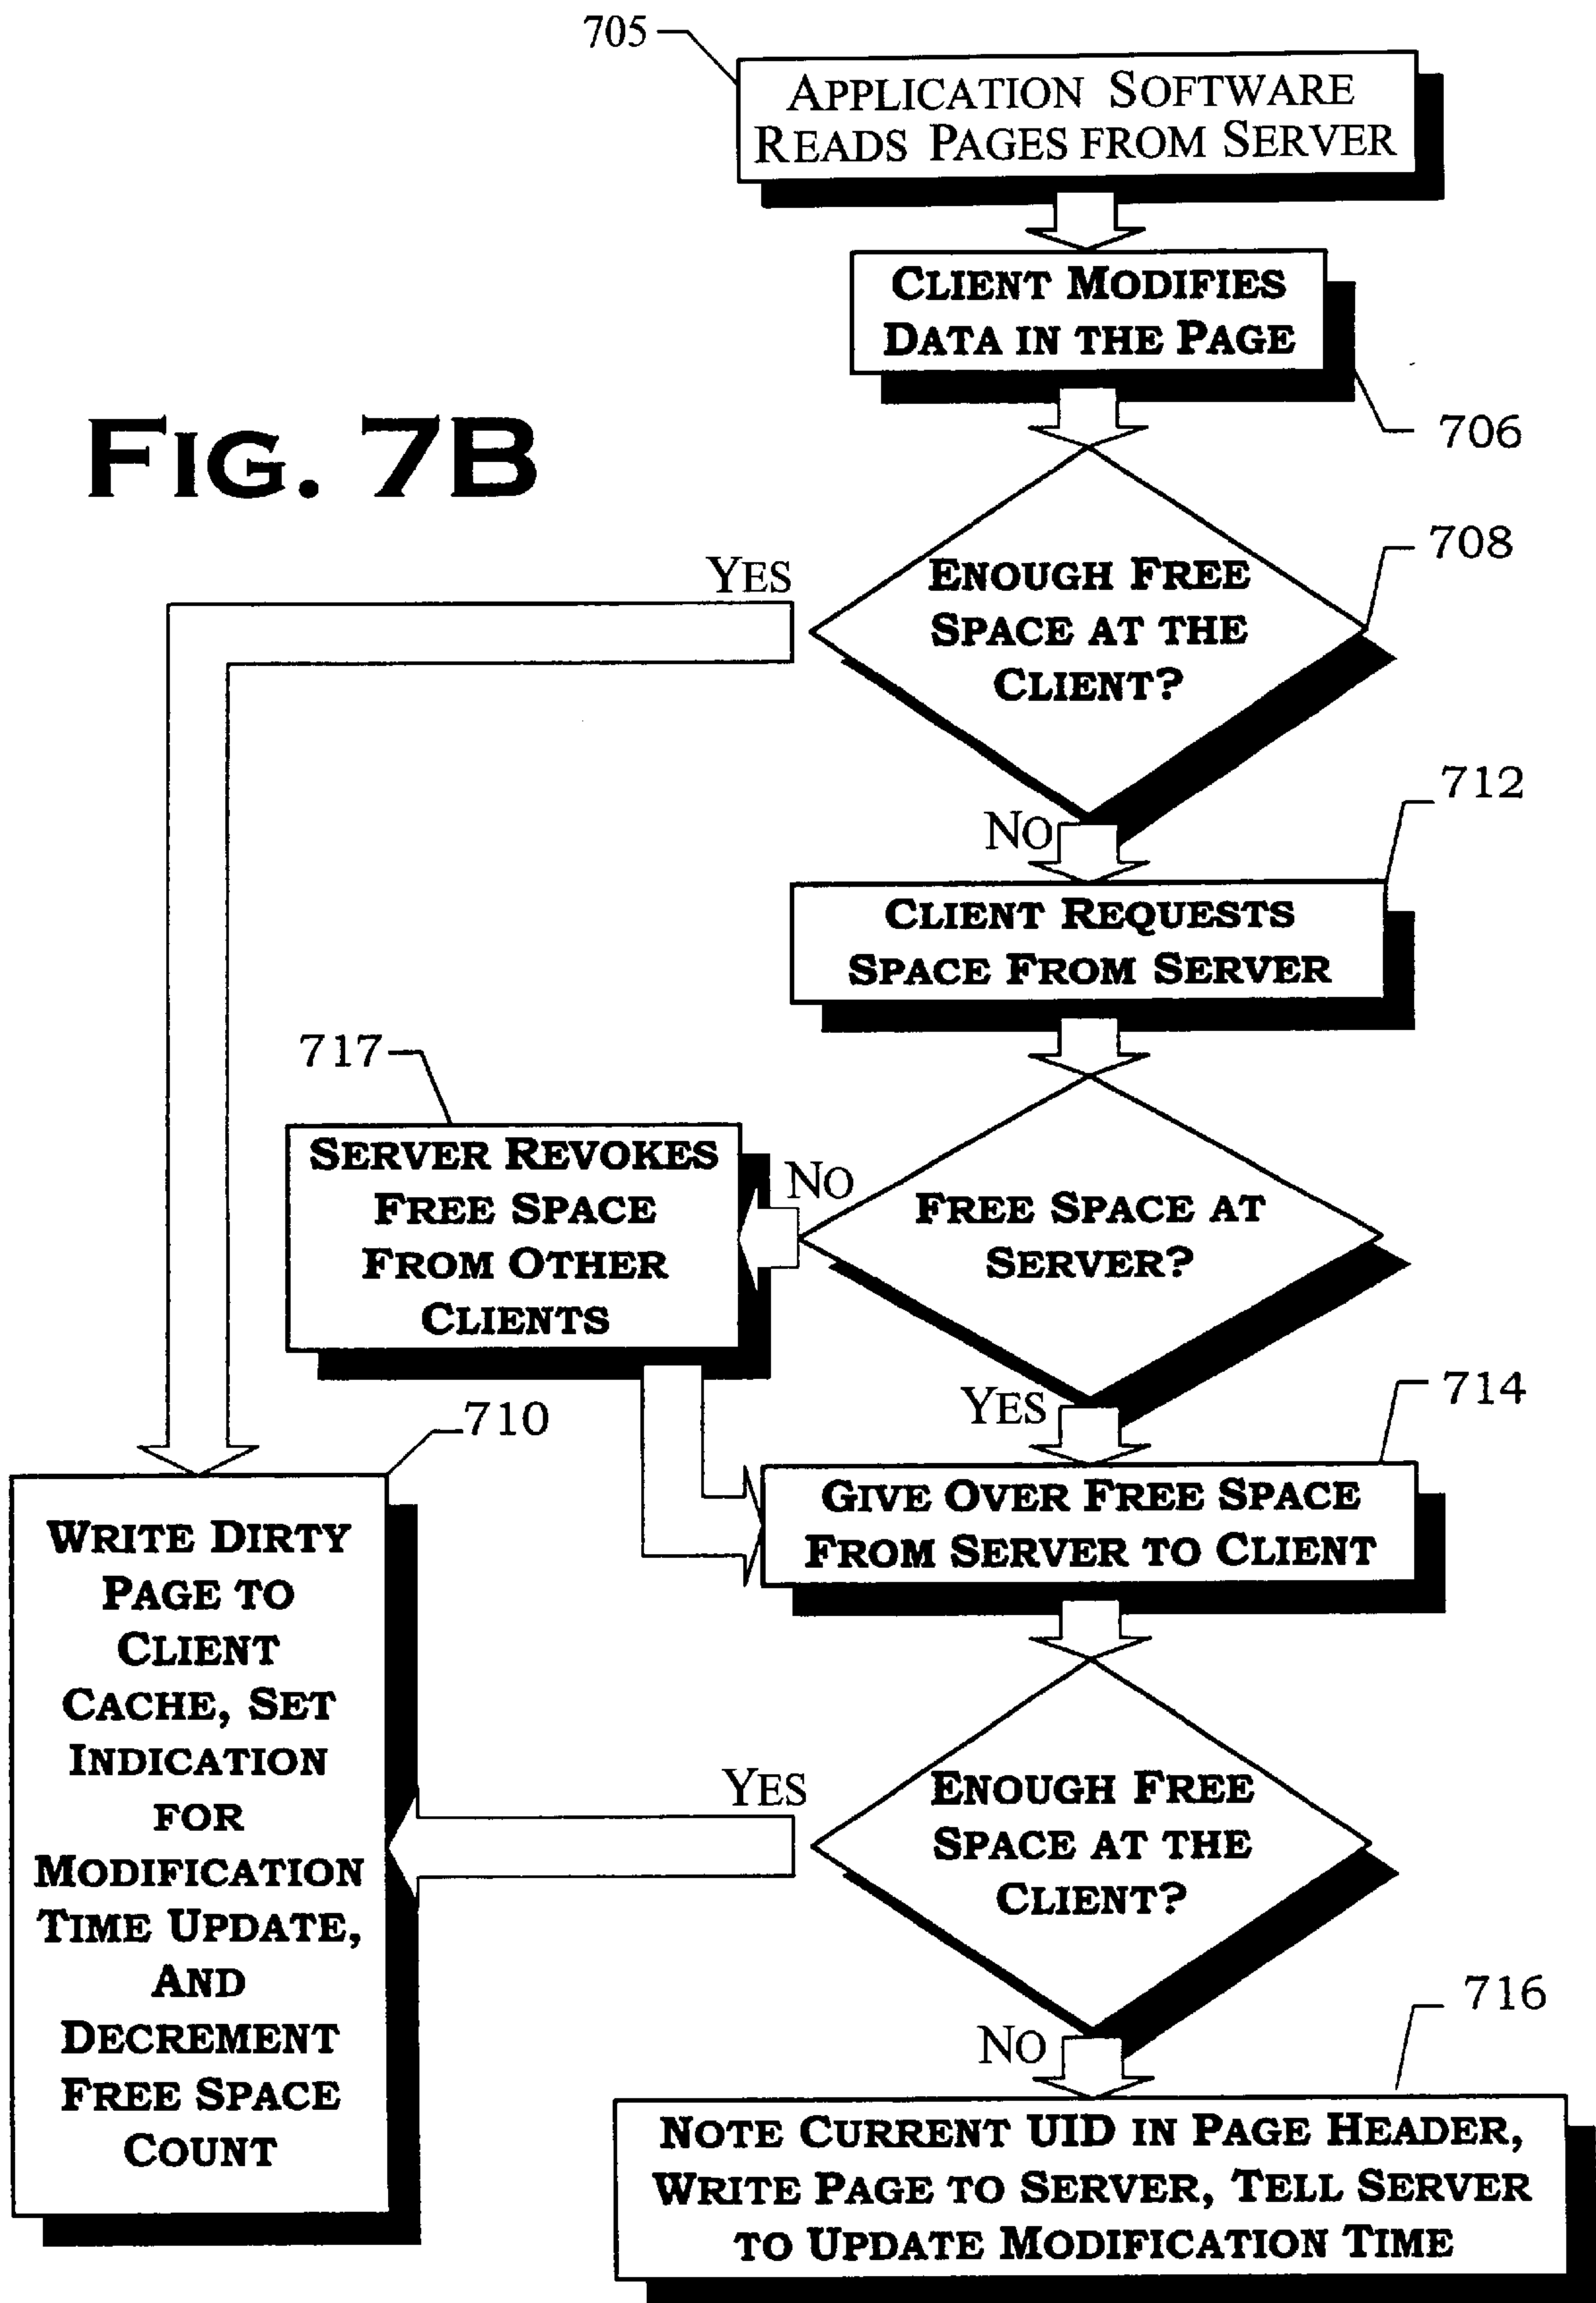 705
APPLICATION SOFTWARE
READS PAGES FROM SERVER
CLIENT MODIFIES
DATA IN THE PAGE
706
FIG. 7B
708
YES
ENOUGH FREE
SPACE AT THE
CLIENT?
712
NO
CLIENT REQUESTS
SPACE FROM SERVER
717
SERVER REVOKES
FREE SPACE
FROM OTHER
CLIENTS
NO
FREE SPACE AT
SERVER?
YES
714
710
GIVE OVER FREE SPACE
FROM SERVER TO CLIENT
WRITE DIRTY
PAGE TO
CLIENT
CACHE, SET
INDICATION
FOR
MODIFICATION
TIME UPDATE,
AND
DECREMENT
FREE SPACE
COUNT
YES
ENOUGH FREE
SPACE AT THE
CLIENT?
NO
716
NOTE CURRENT UID IN PAGE HEADER,
WRITE PAGE TO SERVER, TELL SERVER
TO UPDATE MODIFICATION TIME